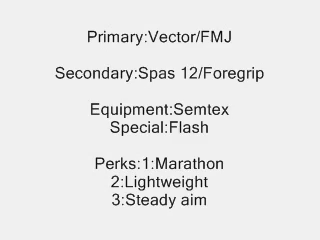 Primary:Vector/FMJ
Secondary:Spas 12/Foregrip
Equipment:Semtex
Special:Flash
Perks:1:Marathon
2:Lightweight
3:Steady aim